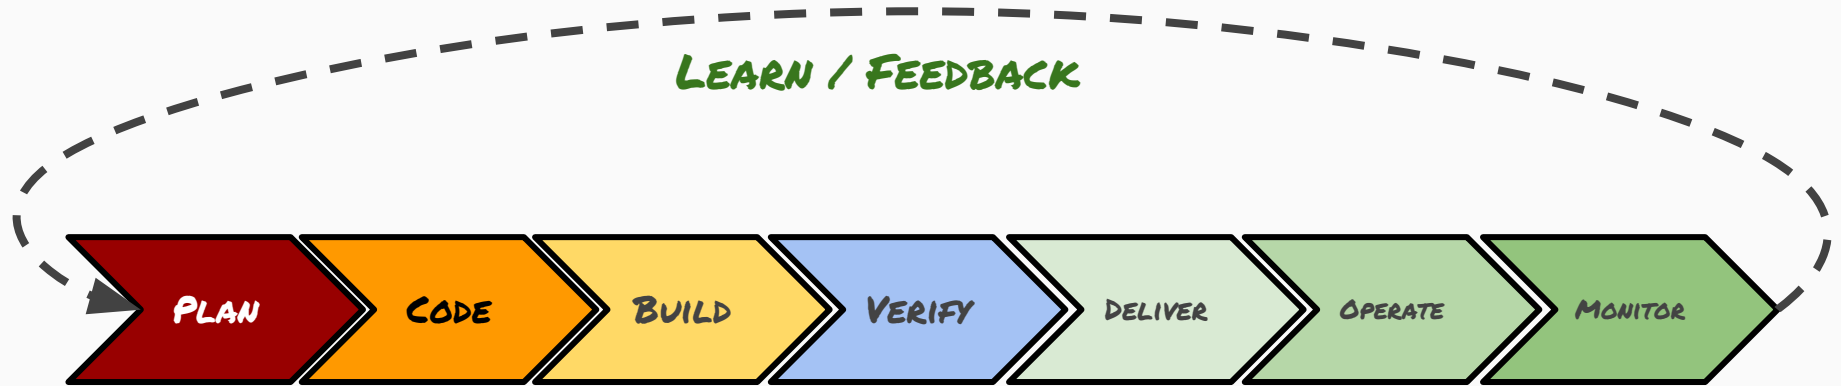 Learn / Feedback
Plan
Code
Build
Verify
Deliver
Operate
Monitor